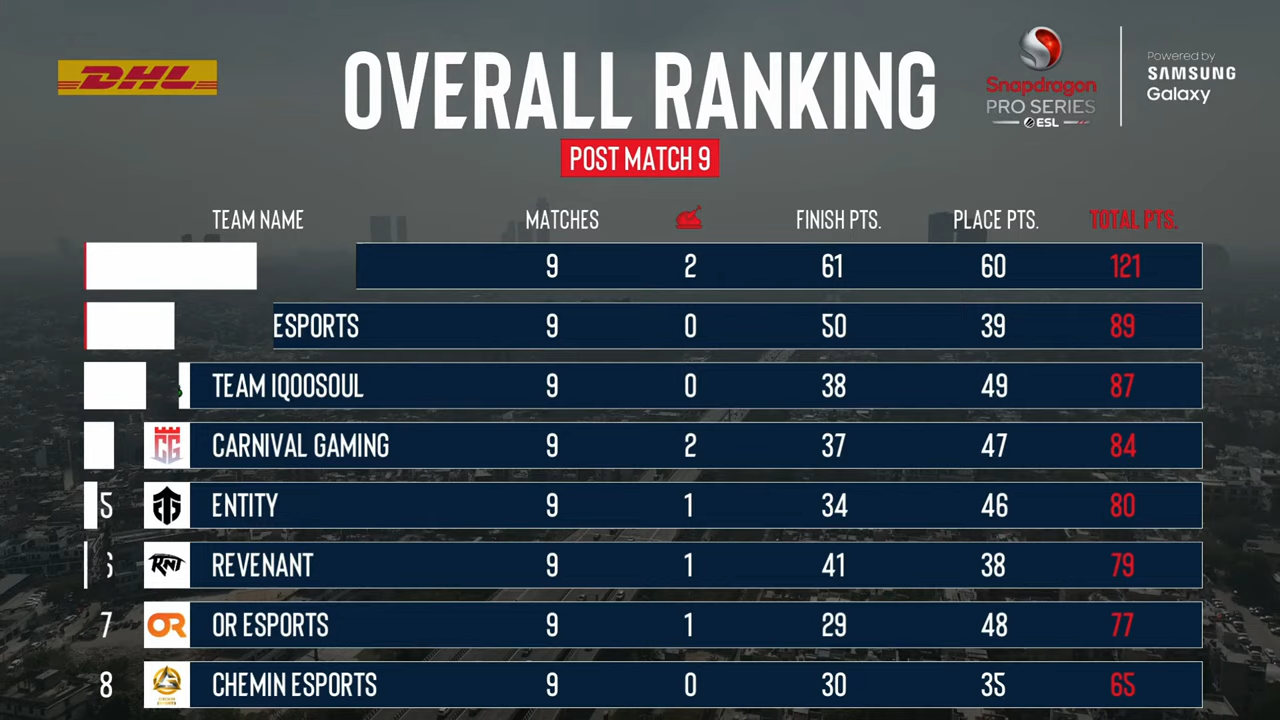 DHL
OVERALL RANKING
POST MATCH 9
Snapdragon
PRO SERIES
ESL
Powered by
SAMSUNG
Galaxy
TEAM NAME MATCHES FINISH PTS. PLACE PTS. TOTAL PTS.
9 2 61 60 121
ESPORTS 9 0 50 39 89
TEAM IQOOSOUL 9 0 38 49 87
CG CARNIVAL GAMING 9 2 37 47 84
5 ENTITY 9 1 34 46 80
RNT REVENANT 9 1 41 38 79
7 OR OR ESPORTS 9 1 29 48 77
8 CHEMIN ESPORTS 9 0 30 35 65